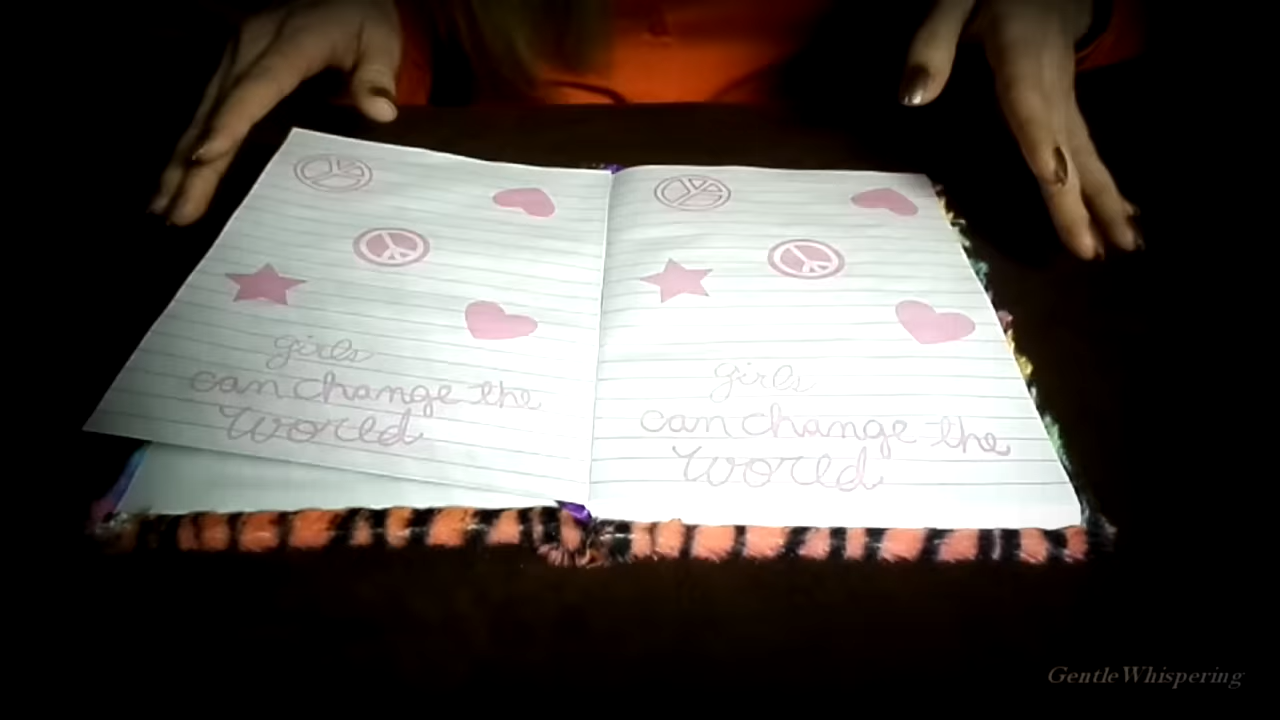 girls
can change the
world
girls
can change the
world
GentleWhispering